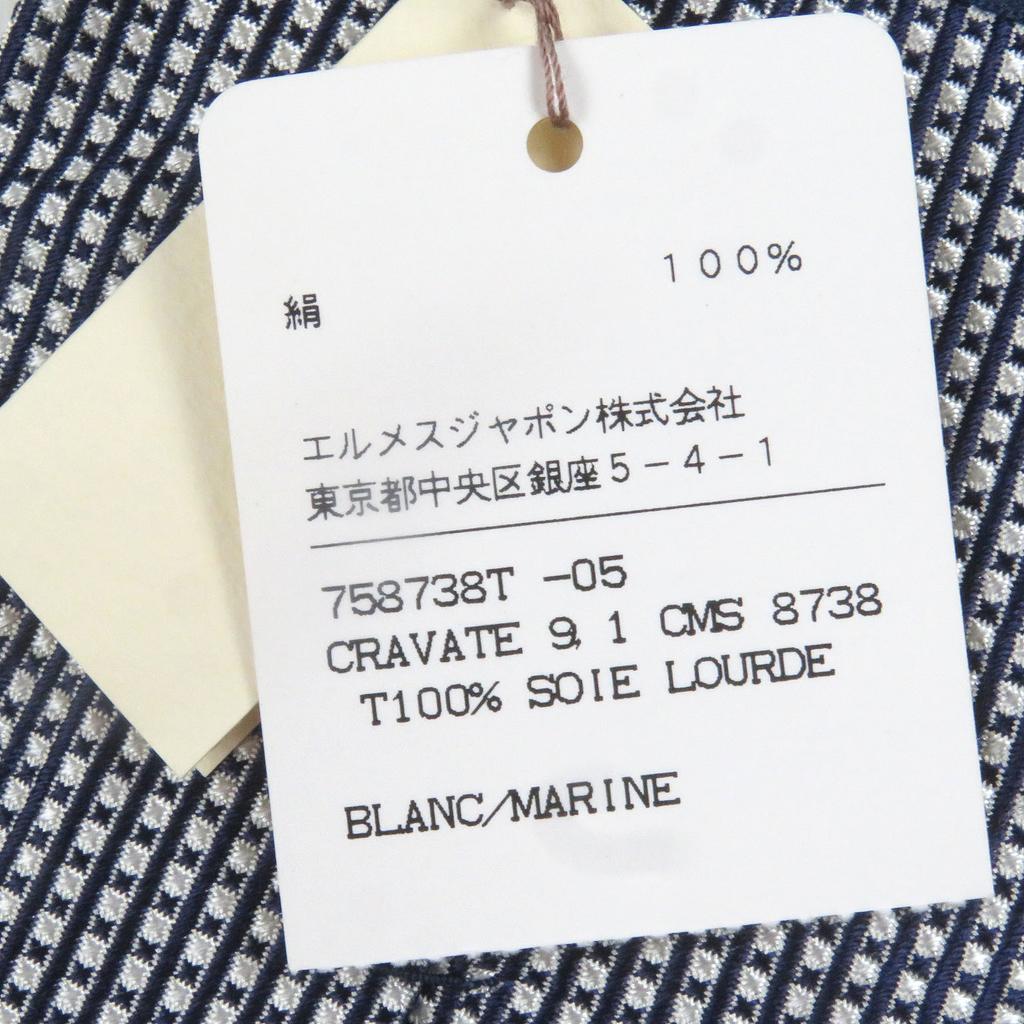 絹 100%
エルメスジャポン株式会社
東京都中央区銀座5-4-1
758738T -05
CRAVATE 9,1 CMS 8738
T100% SOIE LOURDE
BLANC/MARINE